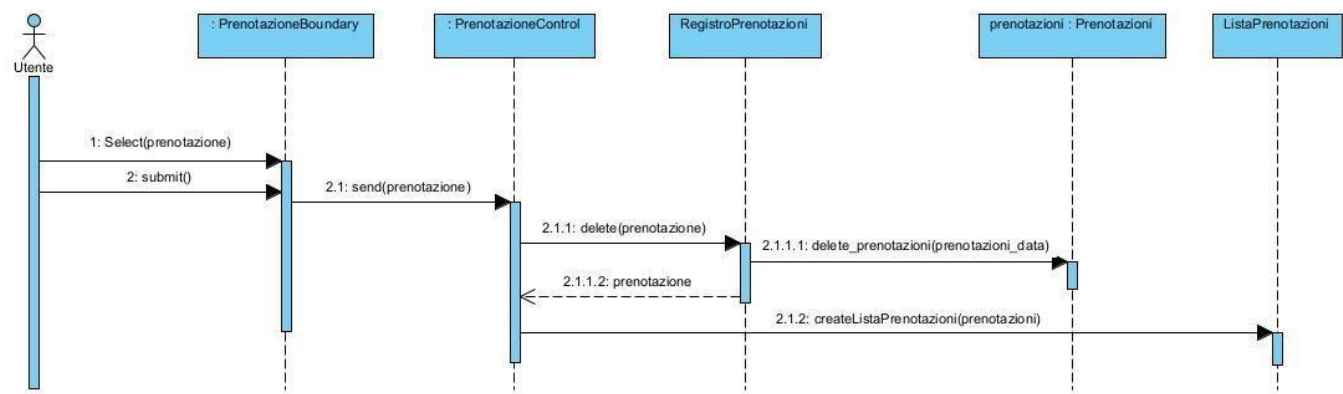 : PrenotazioneBoundary
: PrenotazioneControl
RegistroPrenotazioni
prenotazioni : Prenotazioni
ListaPrenotazioni
Utente
1: Select(prenotazione)
2: submit()
2.1: send(prenotazione)
2.1.1: delete(prenotazione)
2.1.1.1: delete_prenotazioni(prenotazioni_data)
2.1.1.2: prenotazione
2.1.2: createListaPrenotazioni(prenotazioni)